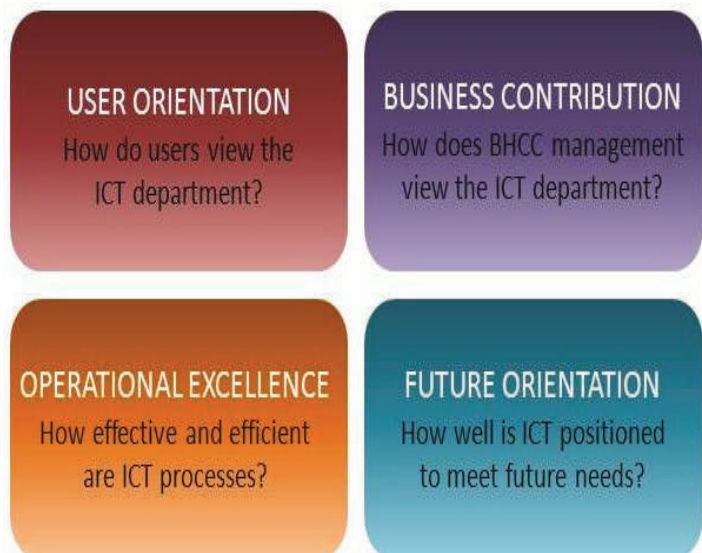 USER ORIENTATION
How do users view the
ICT department?
BUSINESS CONTRIBUTION
How does BHCC management
view the ICT department?
OPERATIONAL EXCELLENCE
How effective and efficient
are ICT processes?
FUTURE ORIENTATION
How well is ICT positioned
to meet future needs?